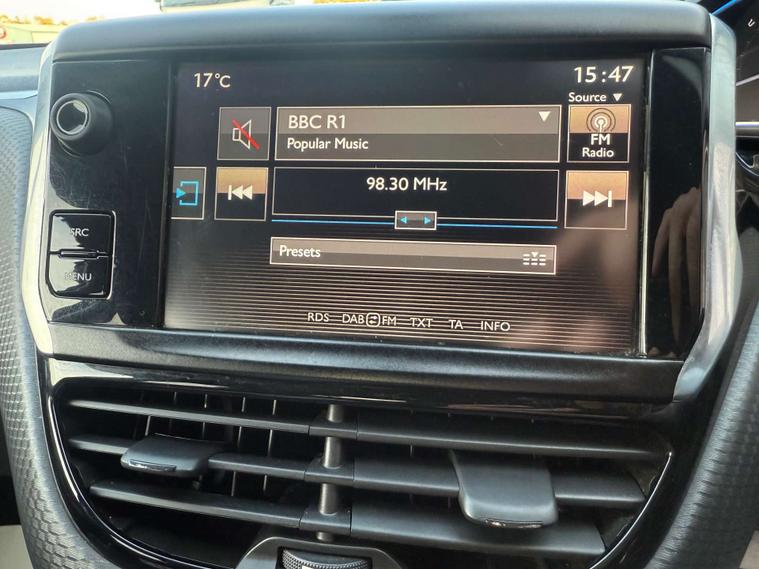 17°C
15:47
Source ▼
BBC R1
Popular Music
FM
Radio
98.30 MHz
SRC
MENU
Presets
RDS DAB FM TXT TA INFO